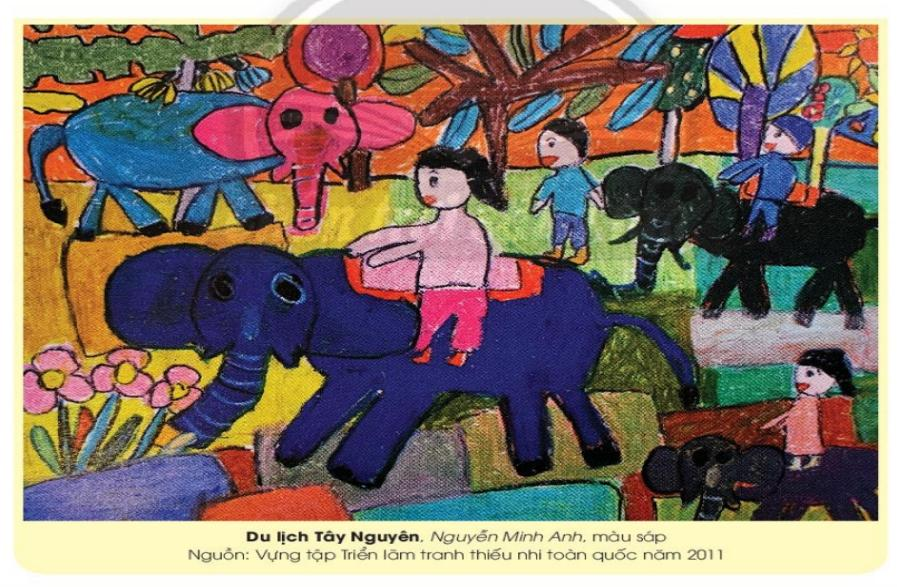 Du lịch Tây Nguyên, Nguyễn Minh Anh, màu sáp
Nguồn: Vựng tập Triển lãm tranh thiếu nhi toàn quốc năm 2011